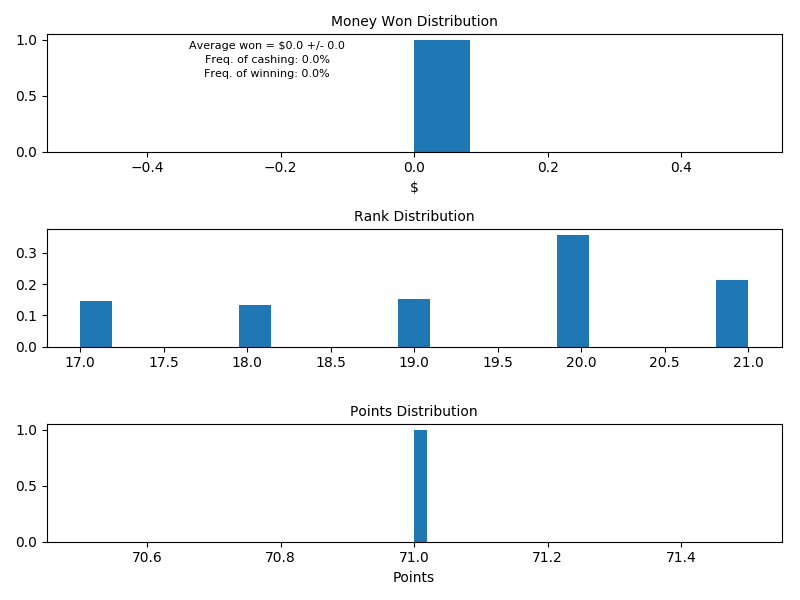 Money Won Distribution
1.0
0.5
0.0
Average won = $0.0 +/- 0.0
Freq. of cashing: 0.0%
Freq. of winning: 0.0%
−0.4 −0.2 0.0 0.2 0.4
$
Rank Distribution
0.3
0.2
0.1
0.0
17.0 17.5 18.0 18.5 19.0 19.5 20.0 20.5 21.0
Points Distribution
1.0
0.5
0.0
70.6 70.8 71.0 71.2 71.4
Points